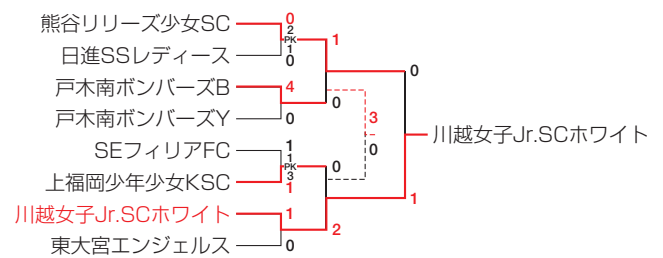 熊谷リリーズ少女SC
0
2
PK
1
0
日進SSレディース
戸木南ボンバーズB
4
戸木南ボンバーズY
0
1
0
3
-
0
0
1
川越女子Jr.SCホワイト
SEフィリアFC
1
1
PK
3
1
上福岡少年少女KSC
川越女子Jr.SCホワイト
1
東大宮エンジェルス
0
0
2